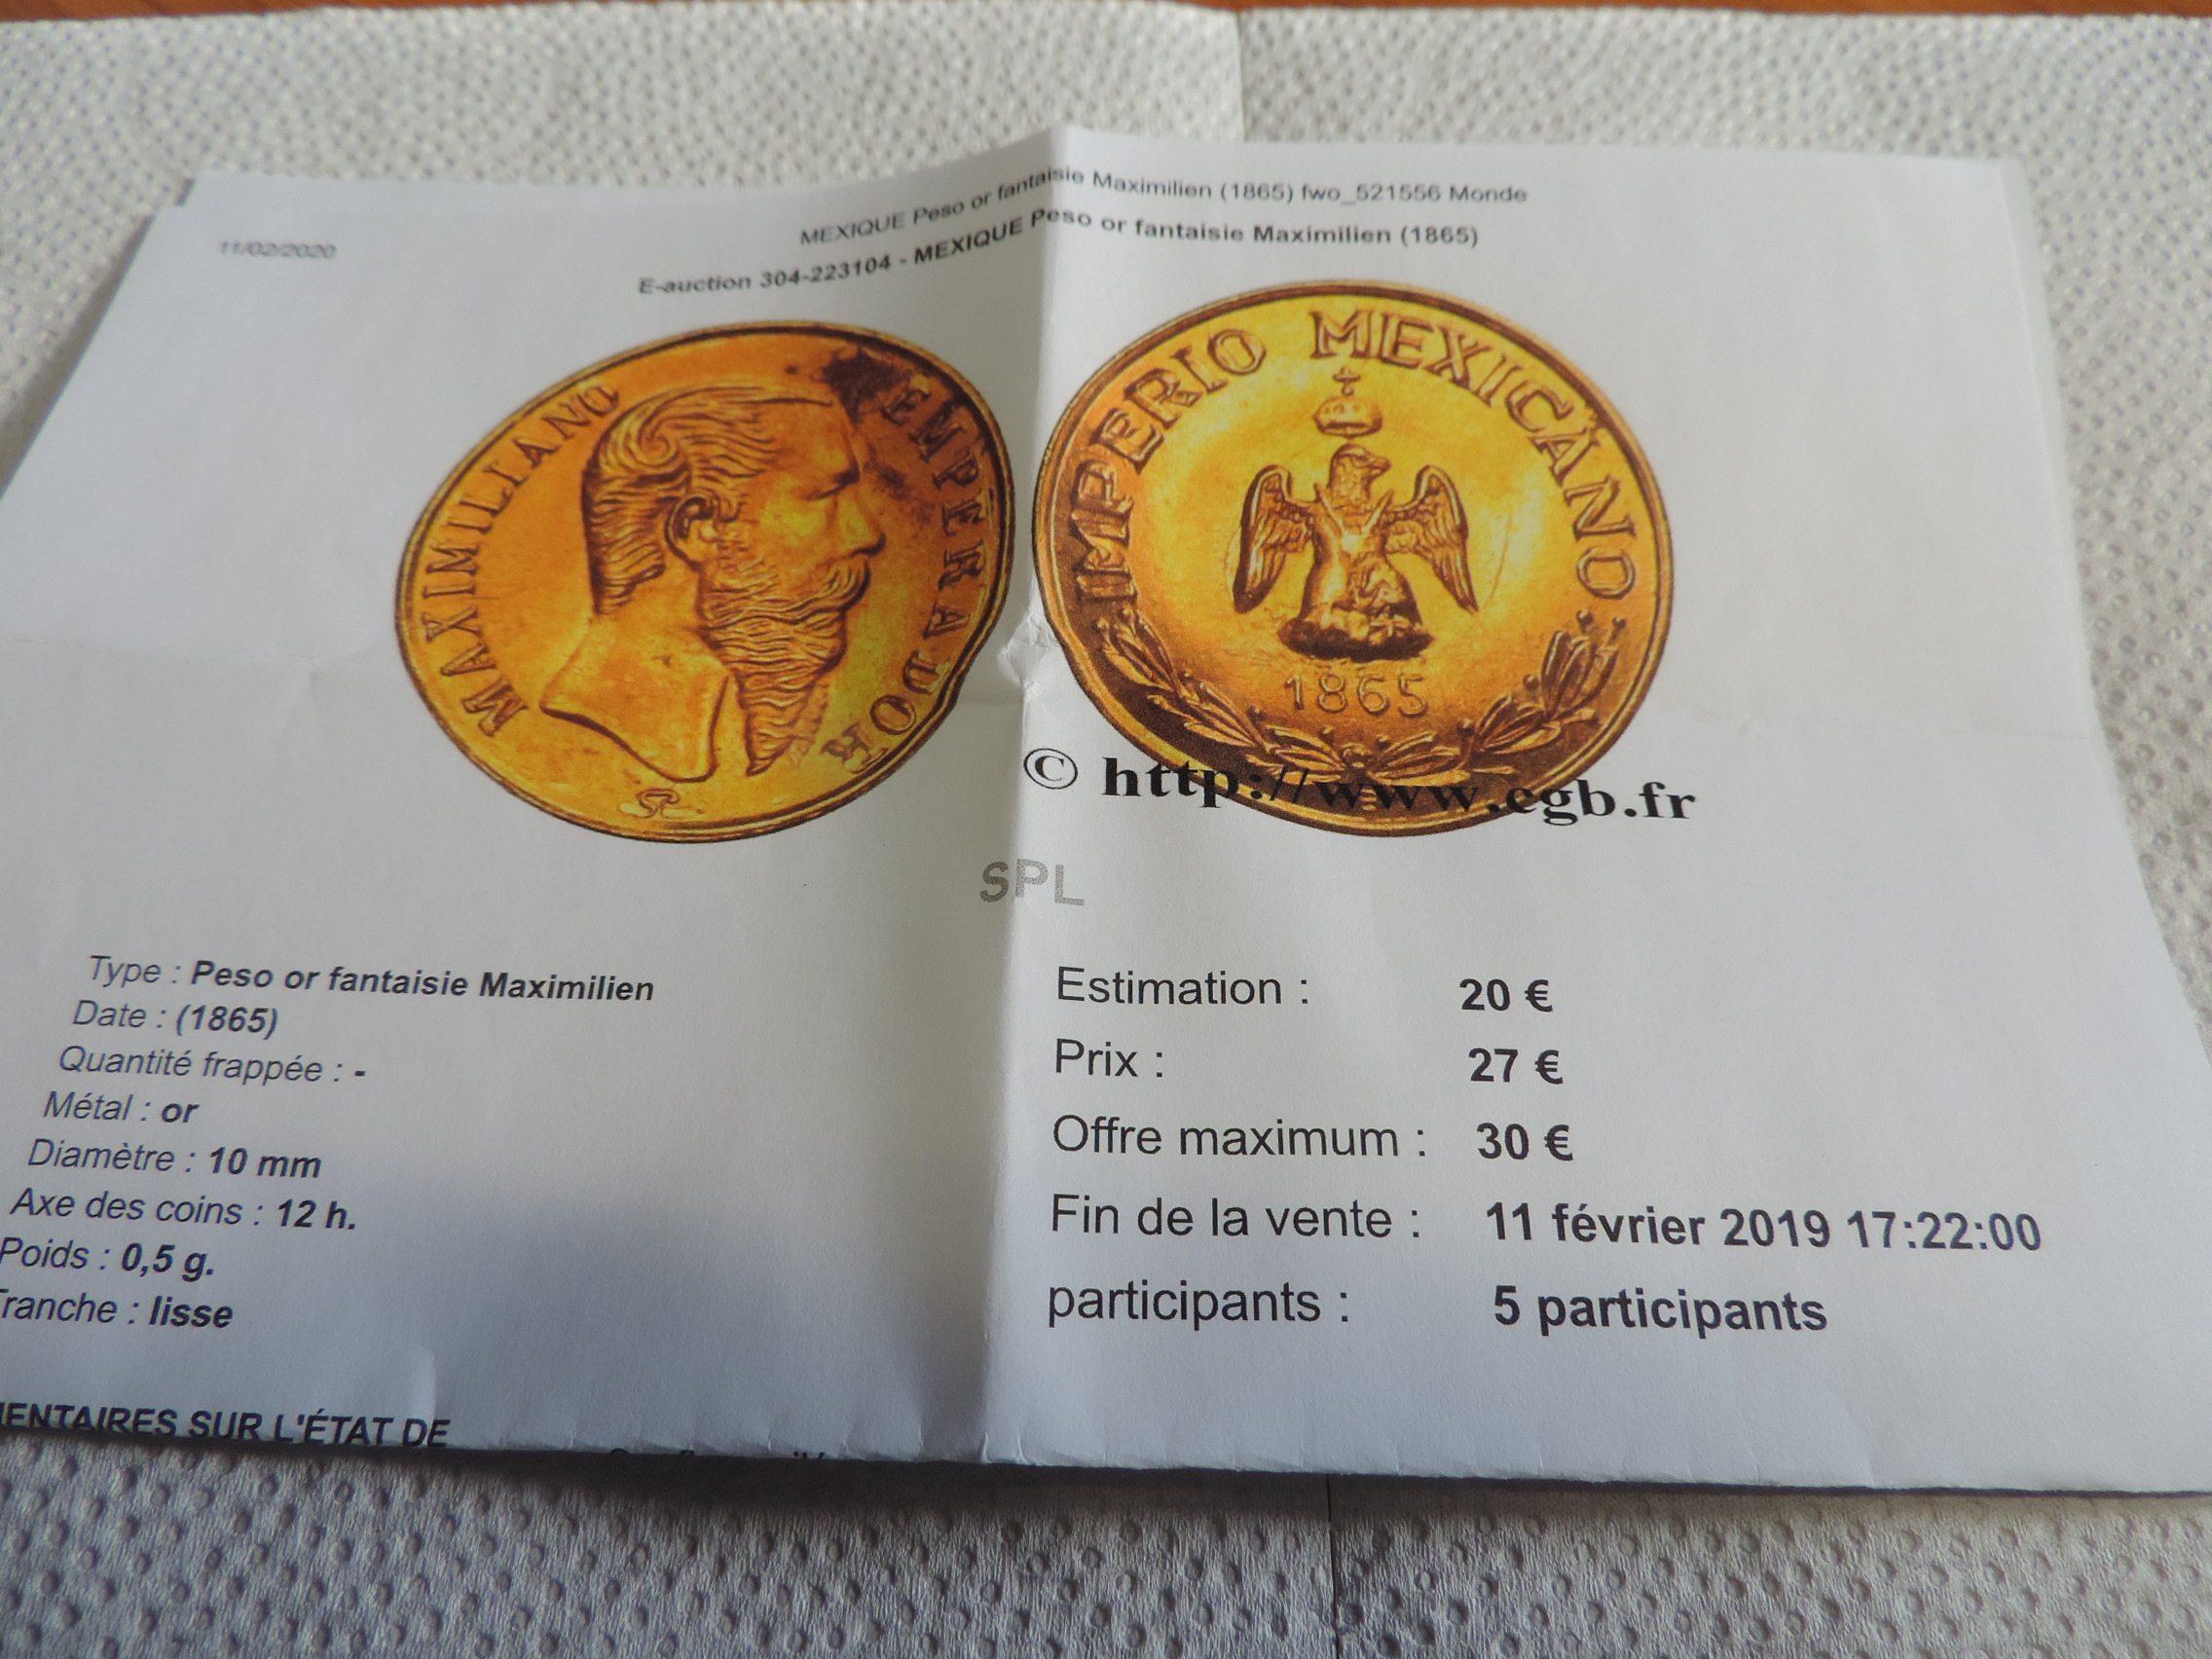 11/02/2020
MEXIQUE Peso or fantaisie Maximilien (1865) fwo_521556 Monde
E-auction 304-223104 - MEXIQUE Peso or fantaisie Maximilien (1865)
MAXIMILIANO EMPERADOR
IMPERIO MEXICANO
1865
© http://www.cgb.fr
SPL
Type : Peso or fantaisie Maximilien
Date : (1865)
Quantité frappée : -
Métal : or
Diamètre : 10 mm
Axe des coins : 12 h.
Poids : 0,5 g.
Tranche : lisse
Estimation : 20 €
Prix : 27 €
Offre maximum : 30 €
Fin de la vente : 11 février 2019 17:22:00
participants : 5 participants
MENTAIRES SUR L'ÉTAT DE